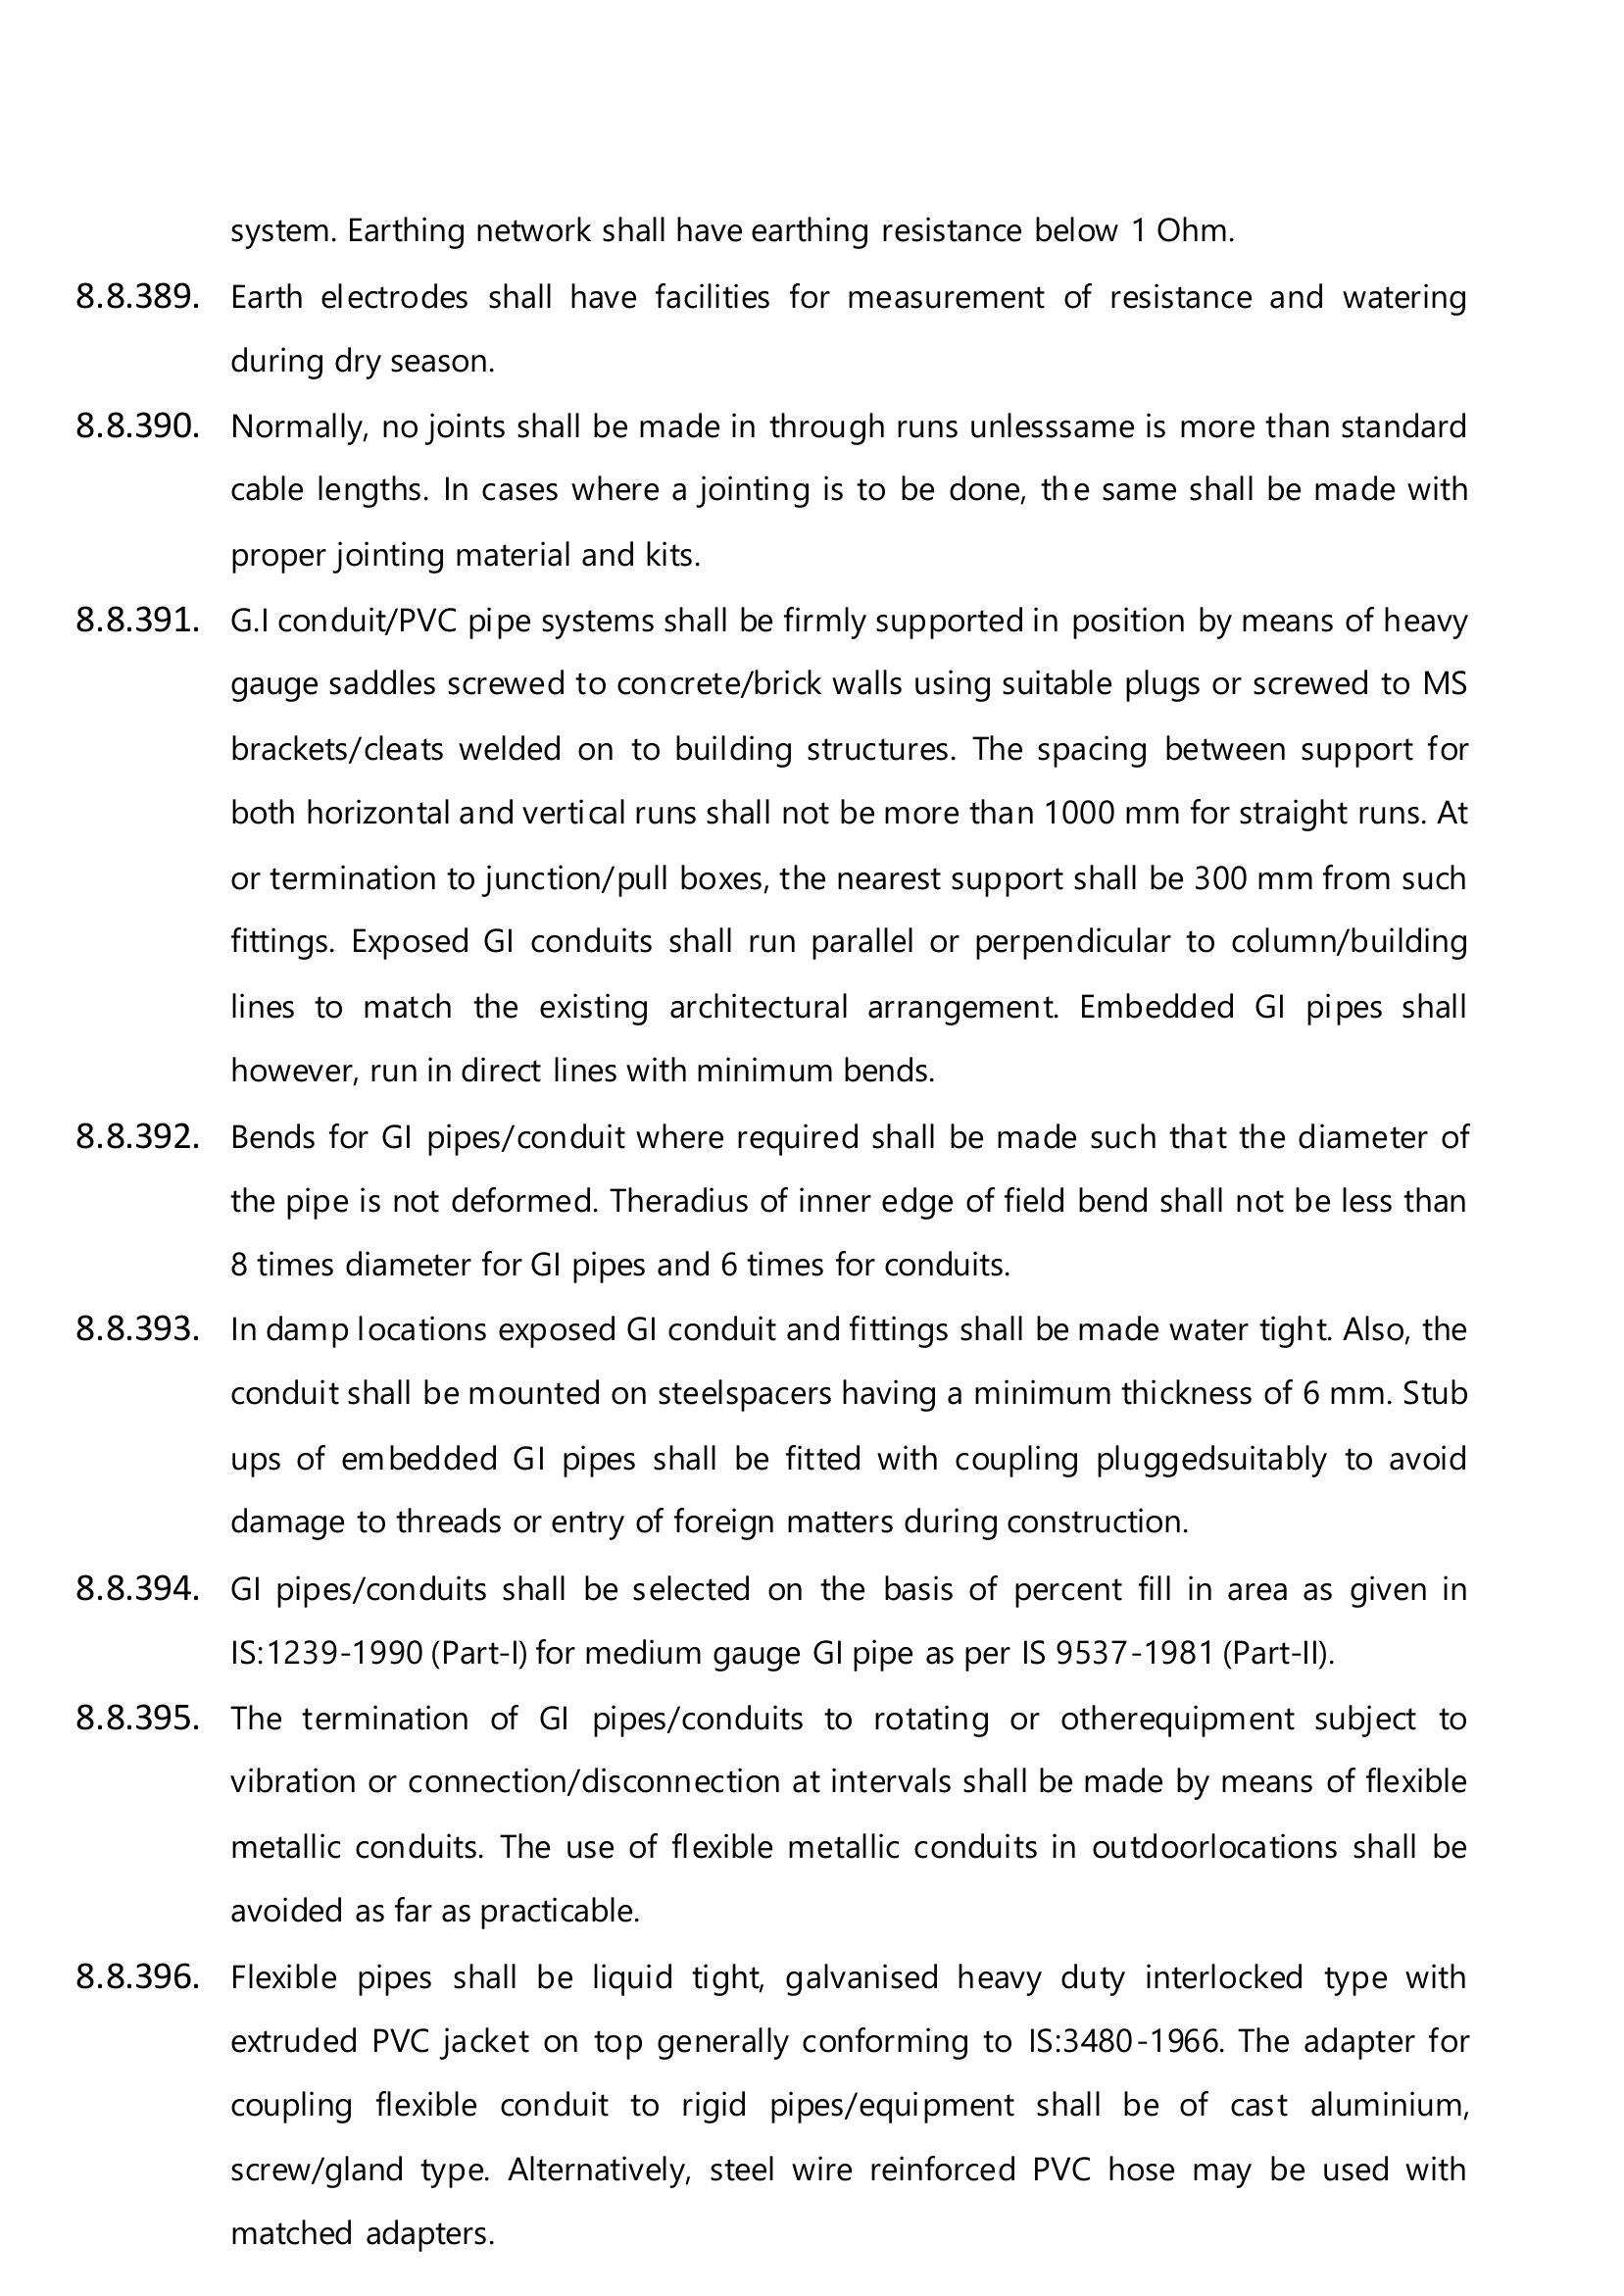 system. Earthing network shall have earthing resistance below 1 Ohm.
8.8.389. Earth electrodes shall have facilities for measurement of resistance and watering
during dry season.
8.8.390. Normally, no joints shall be made in through runs unlesssame is more than standard
cable lengths. In cases where a jointing is to be done, the same shall be made with
proper jointing material and kits.
8.8.391. G.I conduit/PVC pipe systems shall be firmly supported in position by means of heavy
gauge saddles screwed to concrete/brick walls using suitable plugs or screwed to MS
brackets/cleats welded on to building structures. The spacing between support for
both horizontal and vertical runs shall not be more than 1000 mm for straight runs. At
or termination to junction/pull boxes, the nearest support shall be 300 mm from such
fittings. Exposed GI conduits shall run parallel or perpendicular to column/building
lines to match the existing architectural arrangement. Embedded GI pipes shall
however, run in direct lines with minimum bends.
8.8.392. Bends for GI pipes/conduit where required shall be made such that the diameter of
the pipe is not deformed. Theradius of inner edge of field bend shall not be less than
8 times diameter for GI pipes and 6 times for conduits.
8.8.393. In damp locations exposed GI conduit and fittings shall be made water tight. Also, the
conduit shall be mounted on steelspacers having a minimum thickness of 6 mm. Stub
ups of embedded GI pipes shall be fitted with coupling pluggedsuitably to avoid
damage to threads or entry of foreign matters during construction.
8.8.394. GI pipes/conduits shall be selected on the basis of percent fill in area as given in
IS:1239-1990 (Part-I) for medium gauge GI pipe as per IS 9537-1981 (Part-II).
8.8.395. The termination of GI pipes/conduits to rotating or otherequipment subject to
vibration or connection/disconnection at intervals shall be made by means of flexible
metallic conduits. The use of flexible metallic conduits in outdoorlocations shall be
avoided as far as practicable.
8.8.396. Flexible pipes shall be liquid tight, galvanised heavy duty interlocked type with
extruded PVC jacket on top generally conforming to IS:3480-1966. The adapter for
coupling flexible conduit to rigid pipes/equipment shall be of cast aluminium,
screw/gland type. Alternatively, steel wire reinforced PVC hose may be used with
matched adapters.